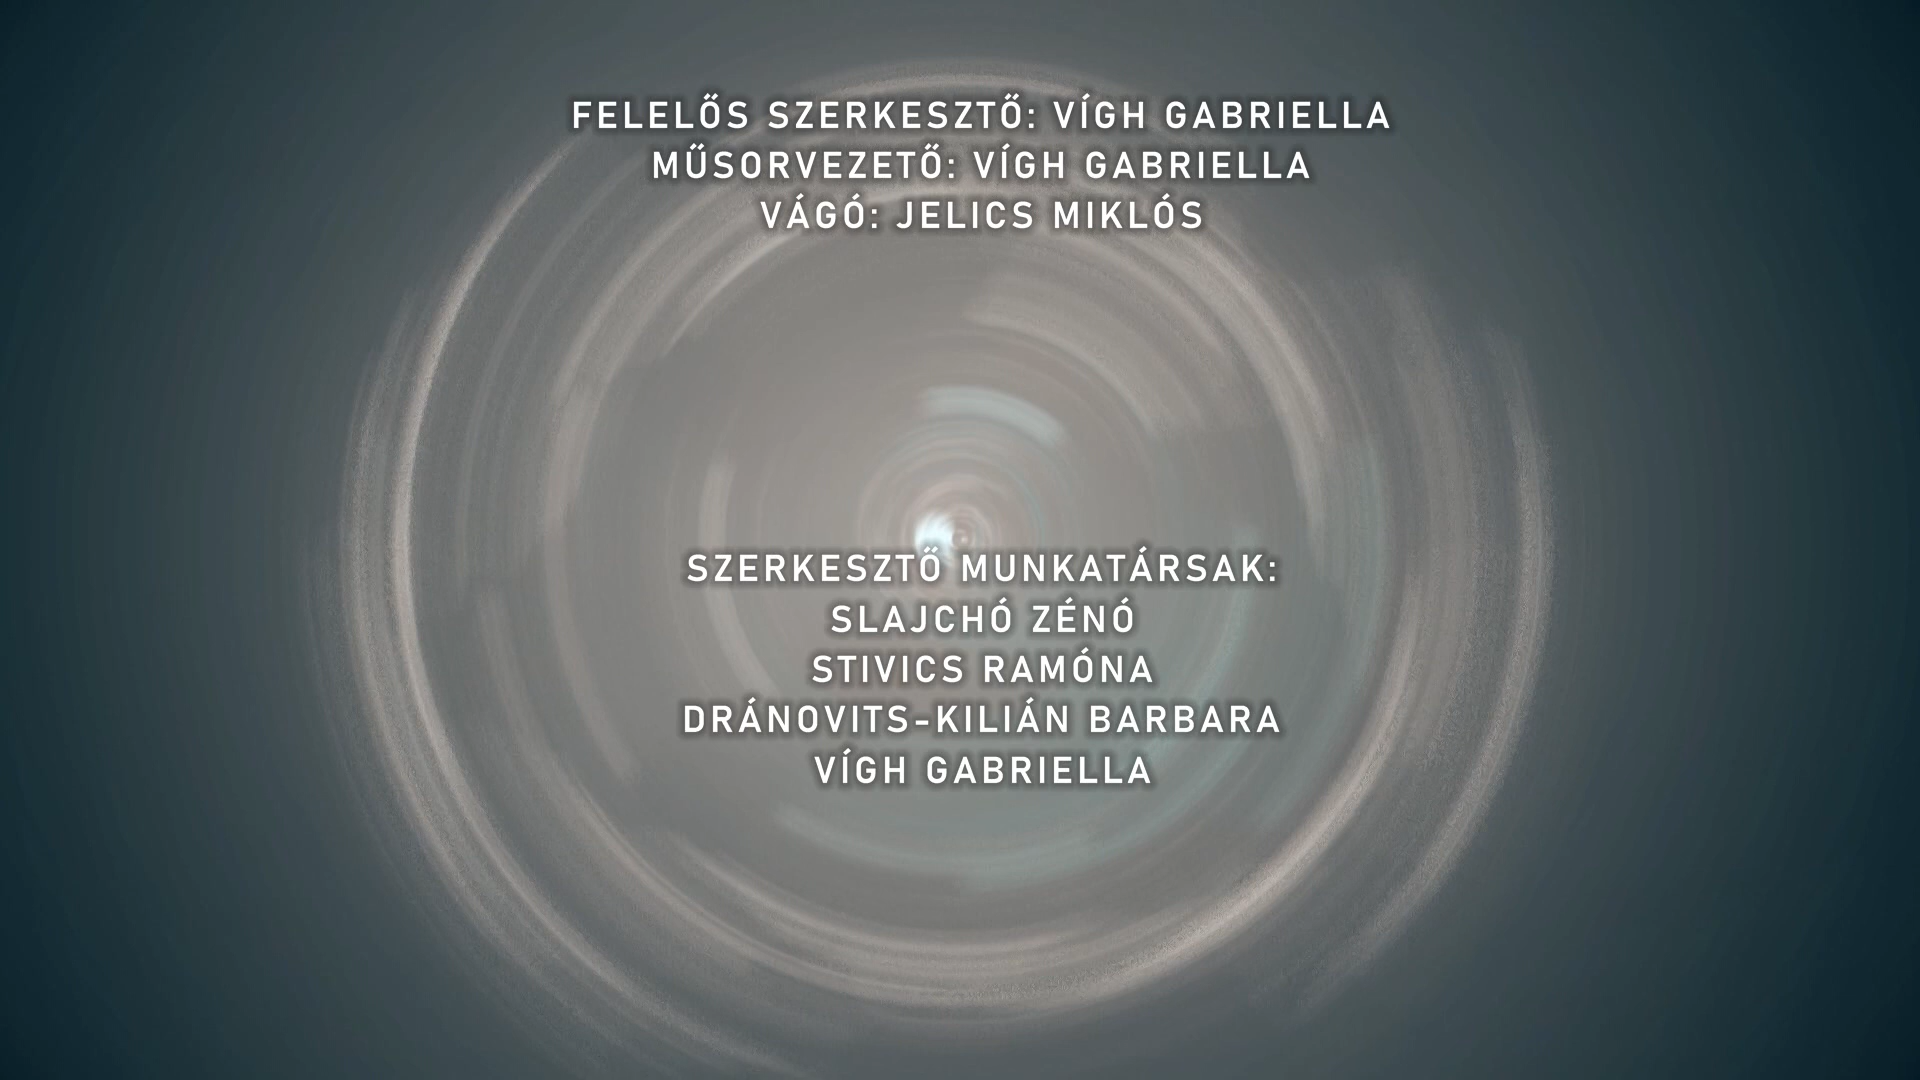 FELELŐS SZERKESZTŐ: VÍGH GABRIELLA
MŰSORVEZETŐ: VÍGH GABRIELLA
VÁGÓ: JELICS MIKLÓS
SZERKESZTŐ MUNKATÁRSAK:
SLAJCHÓ ZÉNÓ
STIVICS RAMÓNA
DRÁNOVITS-KILIÁN BARBARA
VÍGH GABRIELLA